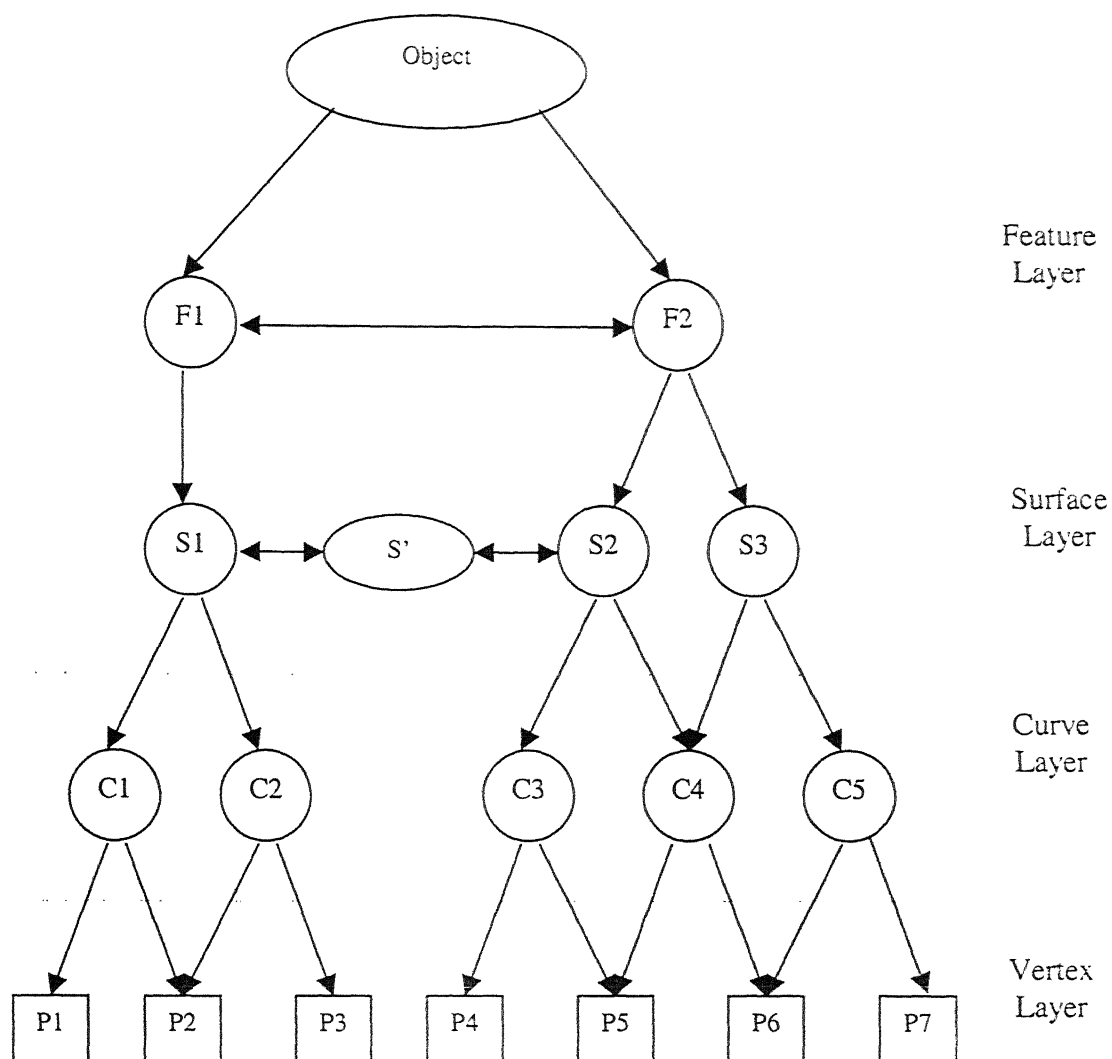 Object
Feature
Layer
F1
F2
Surface
Layer
S1
S'
S2
S3
Curve
Layer
C1
C2
C3
C4
C5
Vertex
Layer
P1
P2
P3
P4
P5
P6
P7